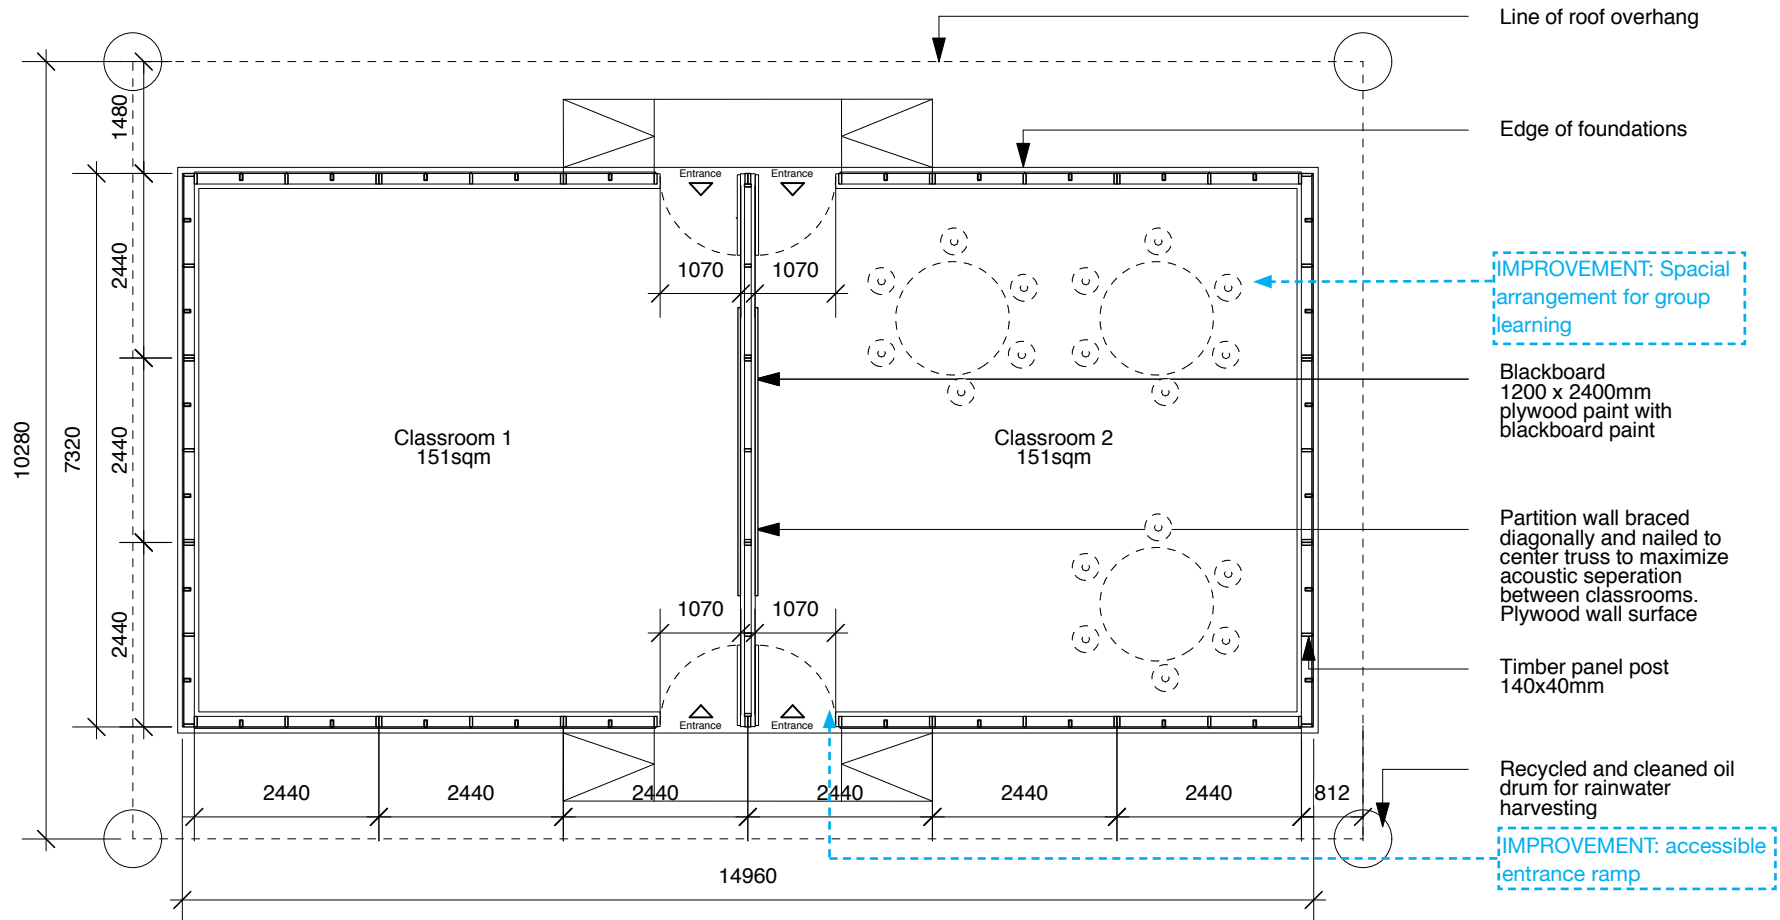 Line of roof overhang
Edge of foundations
1480
Entrance
Entrance
2440
1070
1070
IMPROVEMENT: Spacial
arrangement for group
learning
Blackboard
1200 x 2400mm
plywood paint with
blackboard paint
10280
7320
2440
Classroom 1
151sqm
Classroom 2
151sqm
Partition wall braced
diagonally and nailed to
center truss to maximize
acoustic seperation
between classrooms.
Plywood wall surface
2440
1070
1070
Timber panel post
140x40mm
Entrance
Entrance
2440
2440
2440
2440
2440
2440
812
Recycled and cleaned oil
drum for rainwater
harvesting
IMPROVEMENT: accessible
entrance ramp
14960